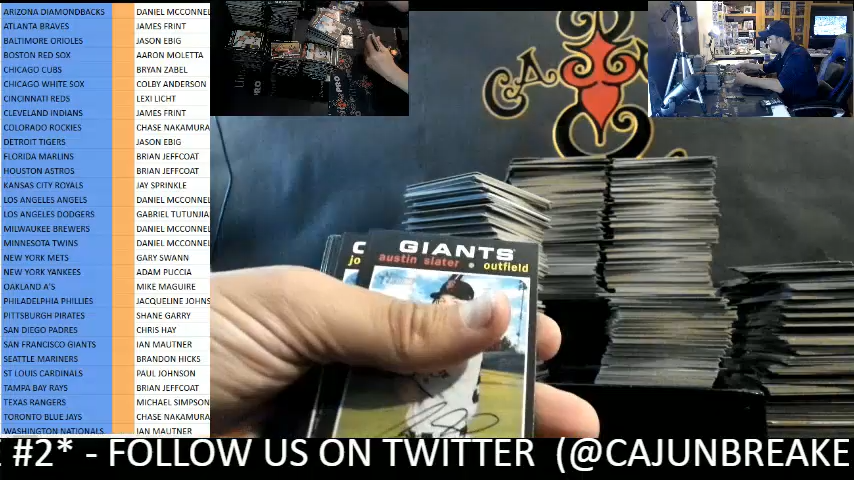 ARIZONA DIAMONDBACKS DANIEL MCCONNEL
ATLANTA BRAVES JAMES FRINT
BALTIMORE ORIOLES JASON EBIG
BOSTON RED SOX AARON MOLETTA
CHICAGO CUBS BRYAN ZABEL
CHICAGO WHITE SOX COLBY ANDERSON
CINCINNATI REDS LEXI LICHT
CLEVELAND INDIANS JAMES FRINT
COLORADO ROCKIES CHASE NAKAMURA
DETROIT TIGERS JASON EBIG
FLORIDA MARLINS BRIAN JEFFCOAT
HOUSTON ASTROS BRIAN JEFFCOAT
KANSAS CITY ROYALS JAY SPRINKLE
LOS ANGELES ANGELS DANIEL MCCONNEL
LOS ANGELES DODGERS GABRIEL TUTUNJIA
MILWAUKEE BREWERS DANIEL MCCONNEL
MINNESOTA TWINS DANIEL MCCONNEL
NEW YORK METS GARY SWANN
NEW YORK YANKEES ADAM PUCCIA
OAKLAND A'S MIKE MAGUIRE
PHILADELPHIA PHILLIES JACQUELINE JOHNS
PITTSBURGH PIRATES SHANE GARRY
SAN DIEGO PADRES CHRIS HAY
SAN FRANCISCO GIANTS IAN MAUTNER
SEATTLE MARINERS BRANDON HICKS
ST LOUIS CARDINALS PAUL JOHNSON
TAMPA BAY RAYS BRIAN JEFFCOAT
TEXAS RANGERS MICHAEL SIMPSON
TORONTO BLUE JAYS CHASE NAKAMURA
WASHINGTON NATIONALS IAN MAUTNER
CA
C
jo
GIANTS
austin slater • outfield
E #2* - FOLLOW US ON TWITTER (@CAJUNBREAKE